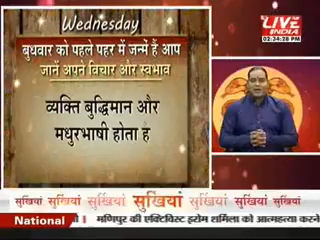 Wednesday
बुधवार को पहले पहर में जन्में हैं आप
जानें अपने विचार और स्वभाव
व्यक्ति बुद्धिमान और
मधुरभाषी होता है
LIVE
INDIA
02:34:28 PM
सुर्खियां सुर्खियां सुर्खियां सुर्खियां सुर्खियां सुर्खियां सुर्खियां
National
मणिपुर की एक्टिविस्ट इरोम शर्मिला को आत्महत्या करने